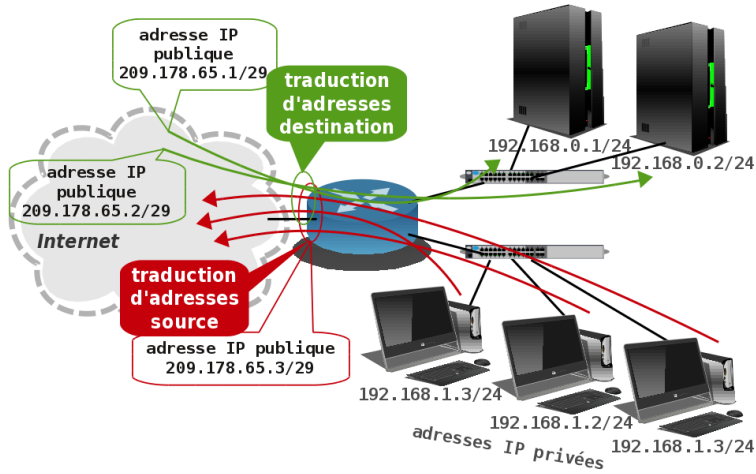 adresse IP
publique
209.178.65.1/29
traduction
d'adresses
destination
192.168.0.1/24
192.168.0.2/24
adresse IP
publique
209.178.65.2/29
Internet
traduction
d'adresses
source
adresse IP publique
209.178.65.3/29
192.168.1.3/24
192.168.1.2/24
192.168.1.3/24
adresses IP privées